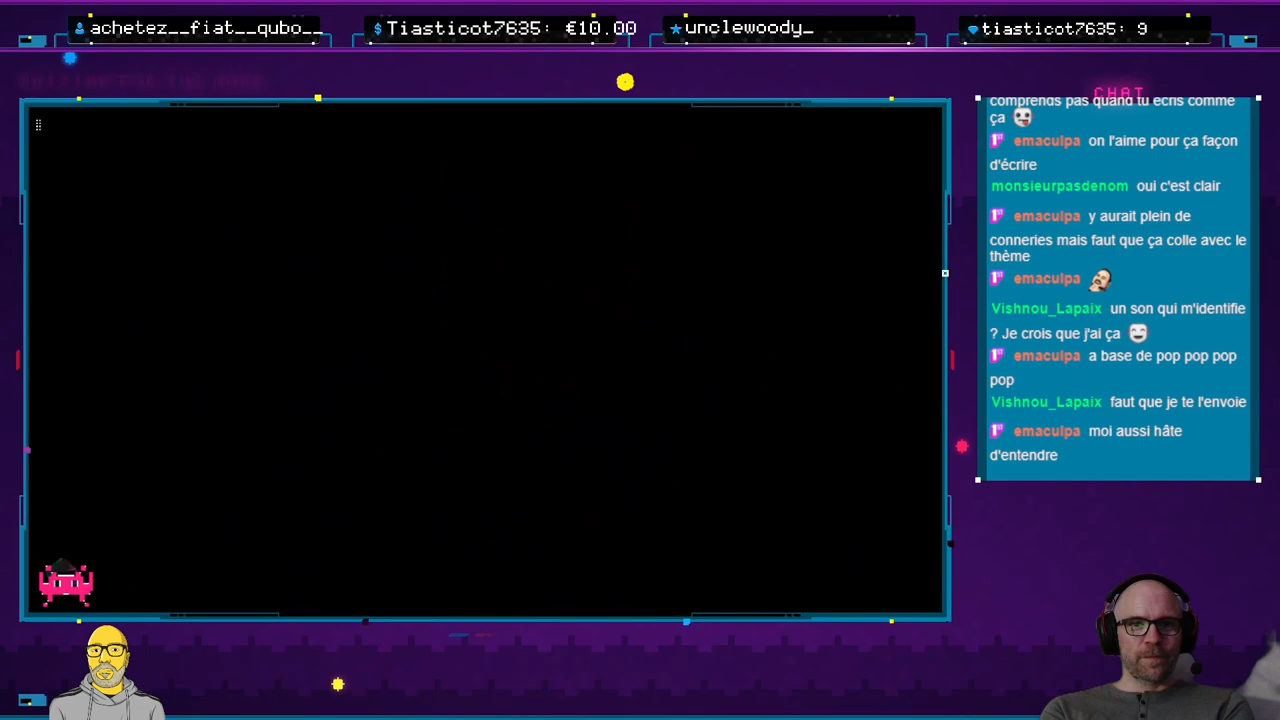 achetez__fiat__qubo__
Tiasticot7635: €10.00
unclewoody_
tiasticot7635: 9
CHAT
comprends pas quand tu écris comme
ça
emaculpa on l'aime pour ça façon
d'écrire
monsieurpasdenom oui c'est clair
emaculpa y aurait plein de
conneries mais faut que ça colle avec le
thème
emaculpa
Vishnou_Lapaix un son qui m'identifie
? Je crois que j'ai ça
emaculpa a base de pop pop pop
pop
Vishnou_Lapaix faut que je te l'envoie
emaculpa moi aussi hâte
d'entendre